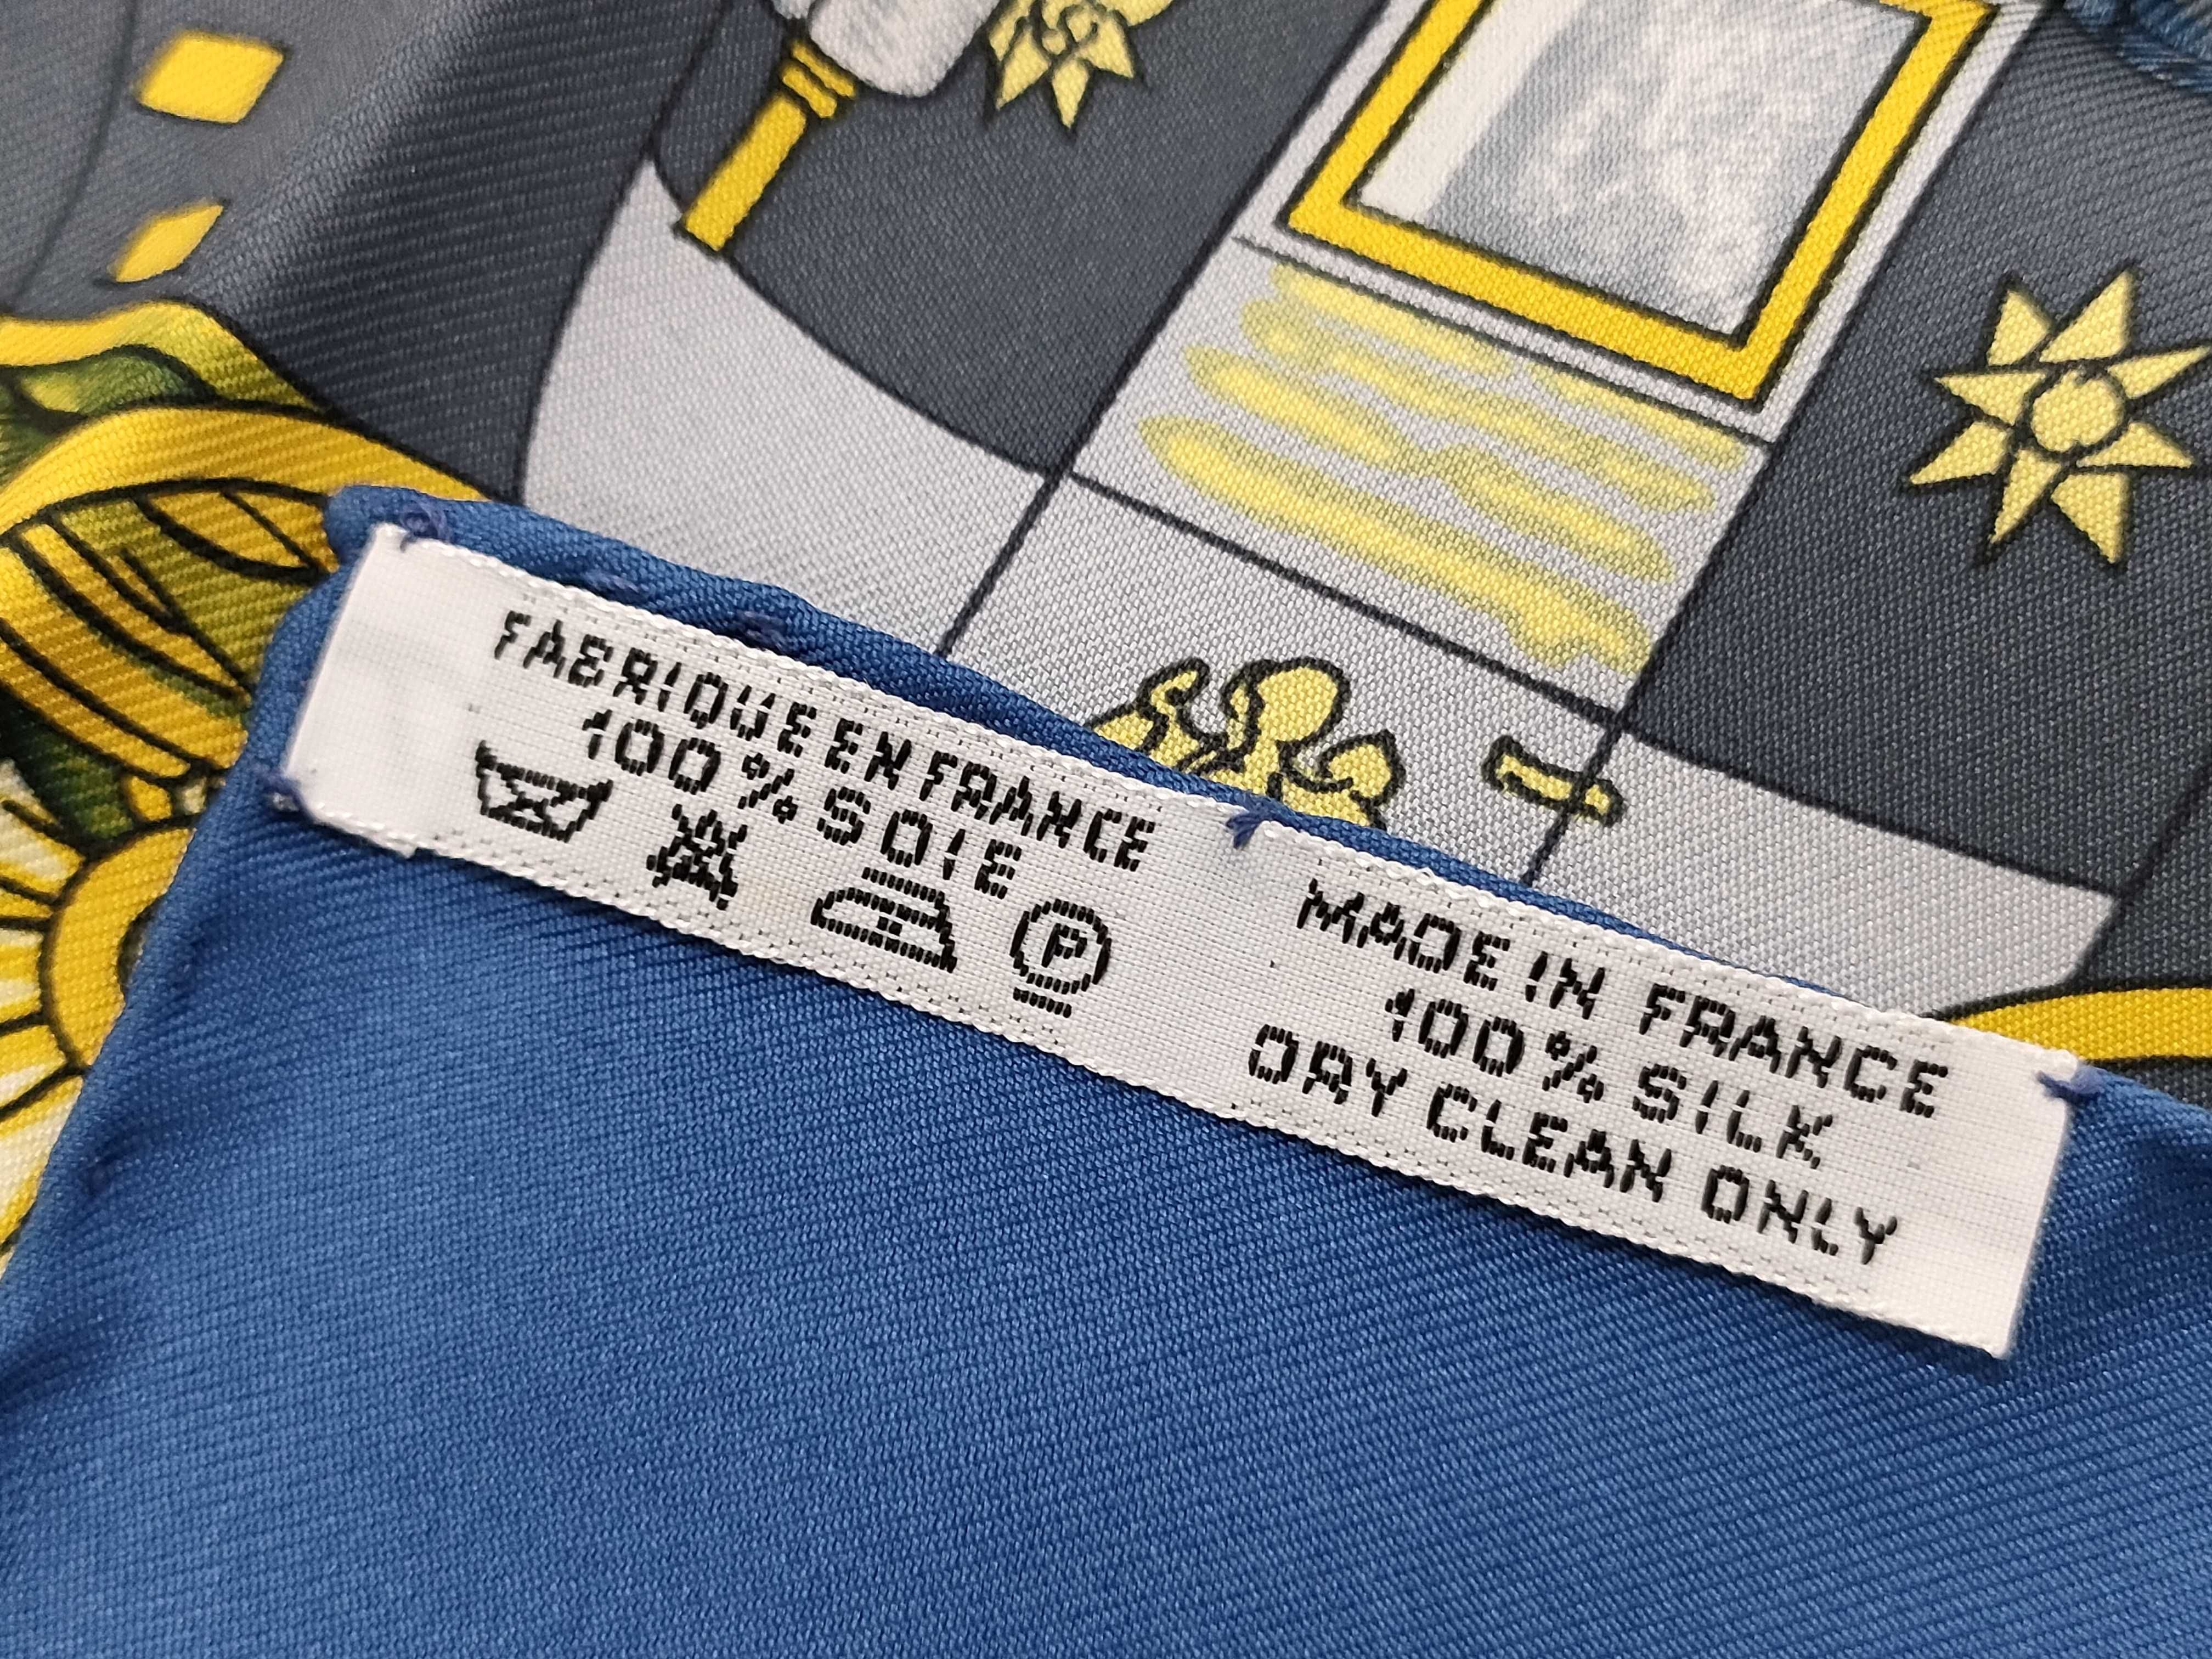 FABRIQUE EN FRANCE
100% SOIE
P
MADE IN FRANCE
100% SILK
DRY CLEAN ONLY